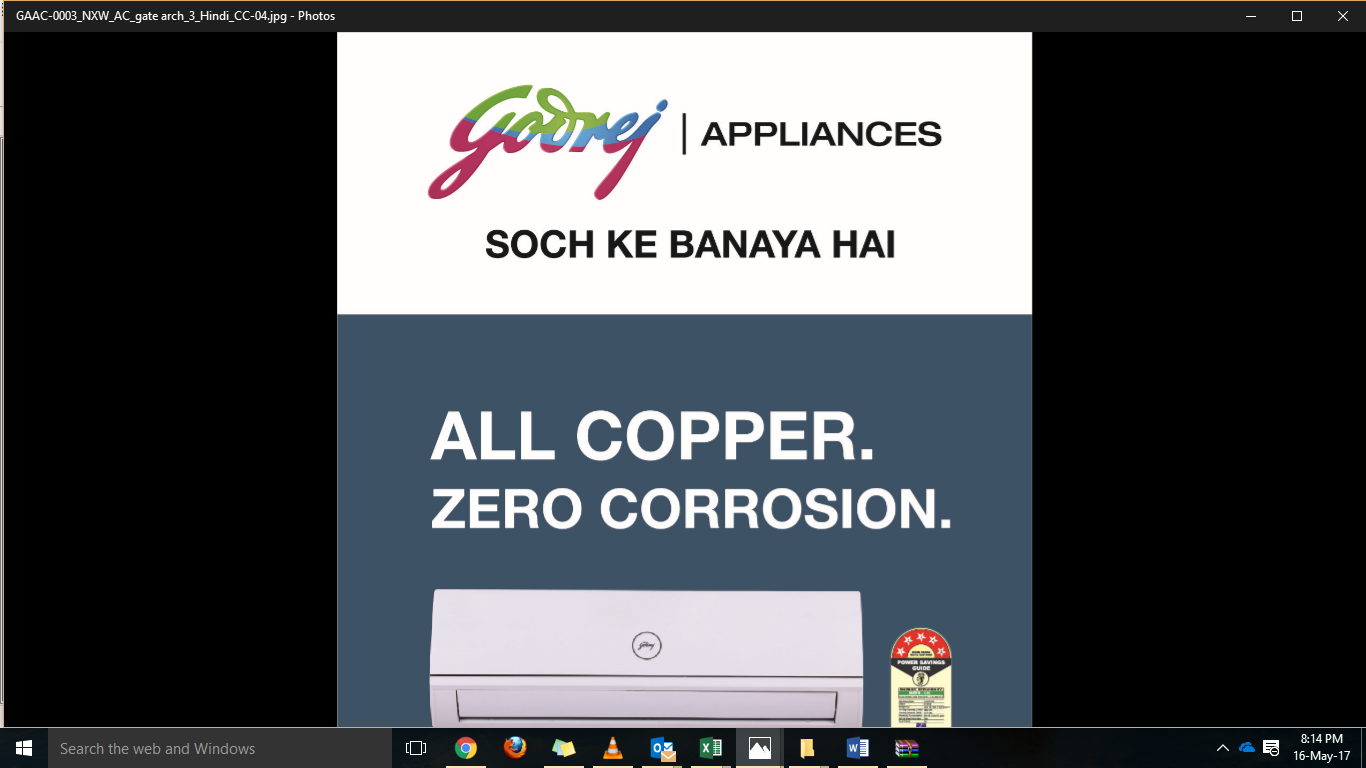 GAAC-0003_NXW_AC_gate arch_3_Hindi_CC-04.jpg - Photos
Godrej | APPLIANCES
SOCH KE BANAYA HAI
ALL COPPER.
ZERO CORROSION.
Godrej
POWER SAVINGS
GUIDE
Search the web and Windows
8:14 PM
16-May-17